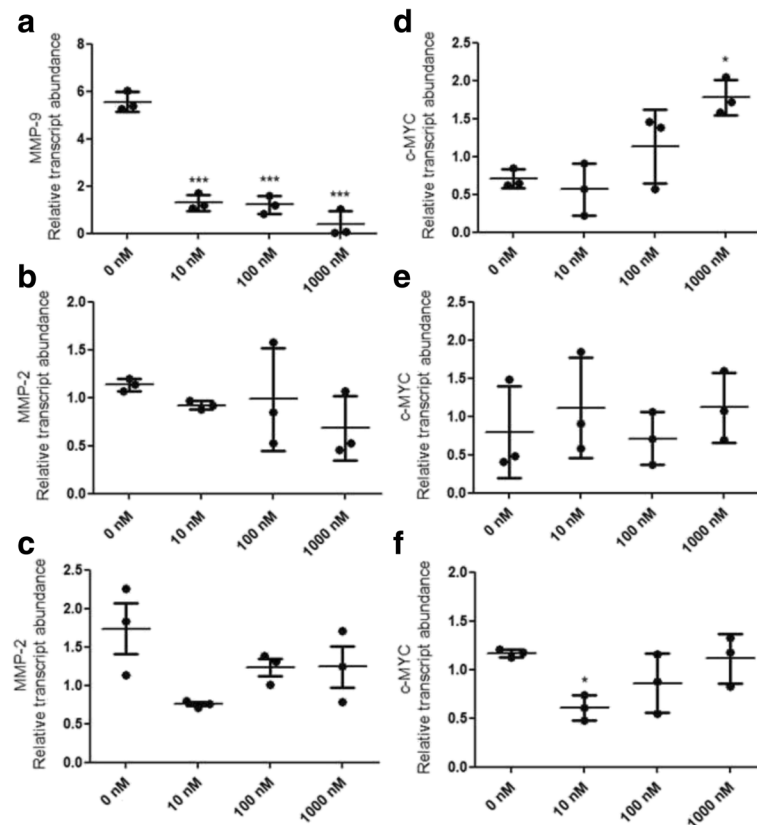 a
MMP-9
Relative transcript abundance
8
6
4
2
0
***
***
***
0 nM
10 nM
100 nM
1000 nM
b
MMP-2
Relative transcript abundance
2.0
1.5
1.0
0.5
0.0
0 nM
10 nM
100 nM
1000 nM
c
MMP-2
Relative transcript abundance
2.5
2.0
1.5
1.0
0.5
0.0
0 nM
10 nM
100 nM
1000 nM
d
c-MYC
Relative transcript abundance
2.5
2.0
1.5
1.0
0.5
0.0
*
0 nM
10 nM
100 nM
1000 nM
e
c-MYC
Relative transcript abundance
2.5
2.0
1.5
1.0
0.5
0.0
0 nM
10 nM
100 nM
1000 nM
f
c-MYC
Relative transcript abundance
2.0
1.5
1.0
0.5
0.0
*
0 nM
10 nM
100 nM
1000 nM